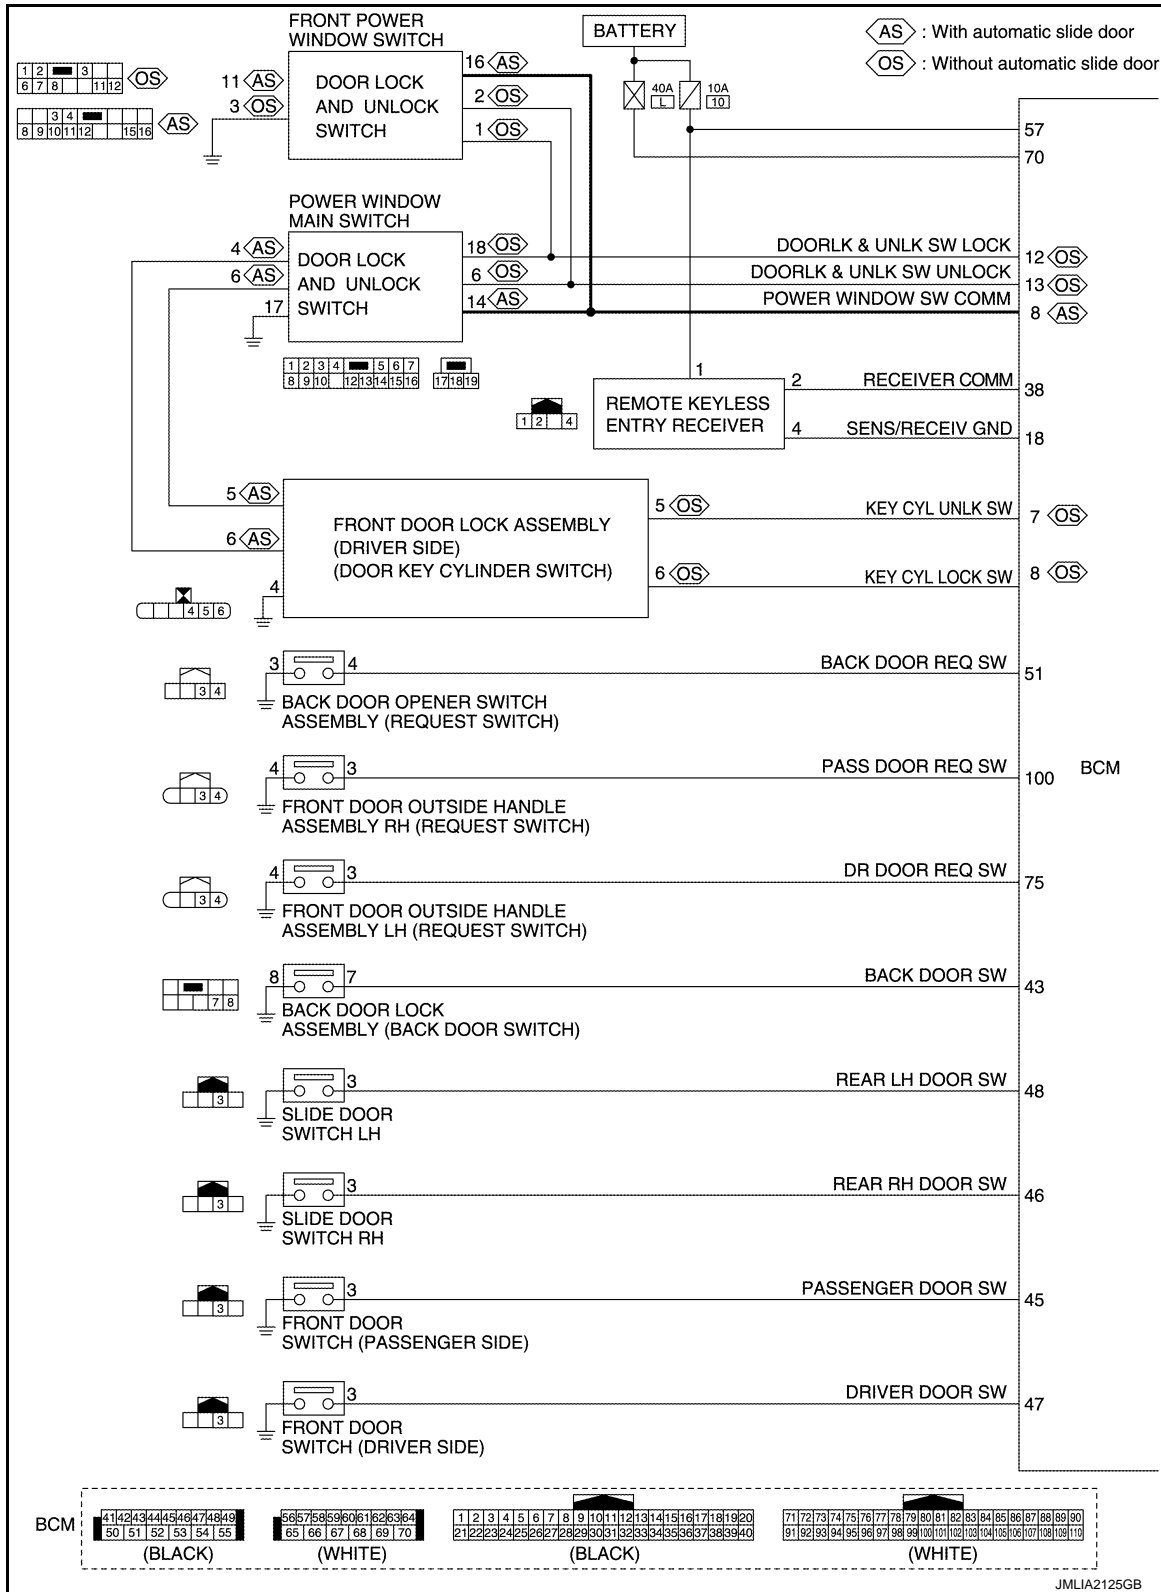 FRONT POWER
WINDOW SWITCH
BATTERY
AS : With automatic slide door
OS : Without automatic slide door
1 2 3
6 7 8 11 12
OS
3 4
8 9 10 11 12 15 16
AS
11 AS
3 OS
DOOR LOCK
AND UNLOCK
SWITCH
16 AS
2 OS
1 OS
40A
L
10A
10
57
70
POWER WINDOW
MAIN SWITCH
4 AS
6 AS
17
DOOR LOCK
AND UNLOCK
SWITCH
18 OS
6 OS
14 AS
DOORLK & UNLK SW LOCK
12 OS
DOORLK & UNLK SW UNLOCK
13 OS
POWER WINDOW SW COMM
8 AS
1 2 3 4 5 6 7
8 9 10 12 13 14 15 16
17 18 19
1 2 4
1
REMOTE KEYLESS
ENTRY RECEIVER
2
RECEIVER COMM
38
4
SENS/RECEIV GND
18
5 AS
6 AS
4
FRONT DOOR LOCK ASSEMBLY
(DRIVER SIDE)
(DOOR KEY CYLINDER SWITCH)
5 OS
KEY CYL UNLK SW
7 OS
6 OS
KEY CYL LOCK SW
8 OS
4 5 6
3 4
3 4
BACK DOOR REQ SW
51
BACK DOOR OPENER SWITCH
ASSEMBLY (REQUEST SWITCH)
3 4
4 3
PASS DOOR REQ SW
100
BCM
FRONT DOOR OUTSIDE HANDLE
ASSEMBLY RH (REQUEST SWITCH)
3 4
4 3
DR DOOR REQ SW
75
FRONT DOOR OUTSIDE HANDLE
ASSEMBLY LH (REQUEST SWITCH)
7 8
8 7
BACK DOOR SW
43
BACK DOOR LOCK
ASSEMBLY (BACK DOOR SWITCH)
3
3
REAR LH DOOR SW
48
SLIDE DOOR
SWITCH LH
3
3
REAR RH DOOR SW
46
SLIDE DOOR
SWITCH RH
3
3
PASSENGER DOOR SW
45
FRONT DOOR
SWITCH (PASSENGER SIDE)
3
3
DRIVER DOOR SW
47
FRONT DOOR
SWITCH (DRIVER SIDE)
BCM
41 42 43 44 45 46 47 48 49
50 51 52 53 54 55
(BLACK)
56 57 58 59 60 61 62 63 64
65 66 67 68 69 70
(WHITE)
1 2 3 4 5 6 7 8 9 10 11 12 13 14 15 16 17 18 19 20
21 22 23 24 25 26 27 28 29 30 31 32 33 34 35 36 37 38 39 40
(BLACK)
71 72 73 74 75 76 77 78 79 80 81 82 83 84 85 86 87 88 89 90
91 92 93 94 95 96 97 98 99 100 101 102 103 104 105 106 107 108 109 110
(WHITE)
JMLIA2125GB